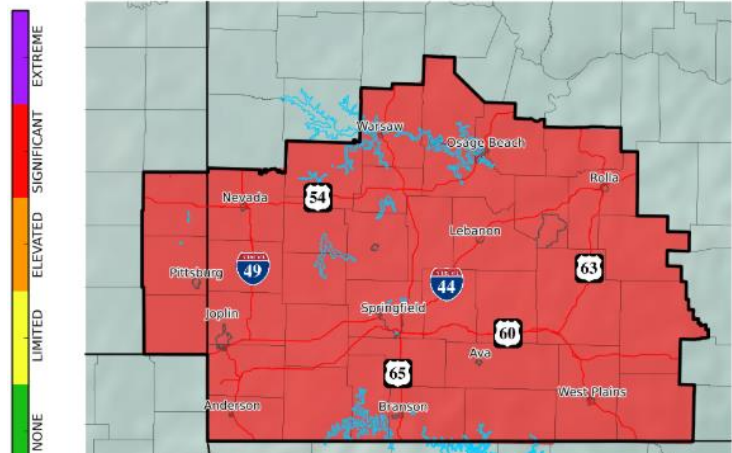 EXTREME
SIGNIFICANT
ELEVATED
LIMITED
NONE
Warsaw
Osage Beach
Rolla
Nevada
54
Lebanon
Pittsburg
49
44
63
Joplin
Springfield
60
Ava
65
Anderson
Branson
West Plains